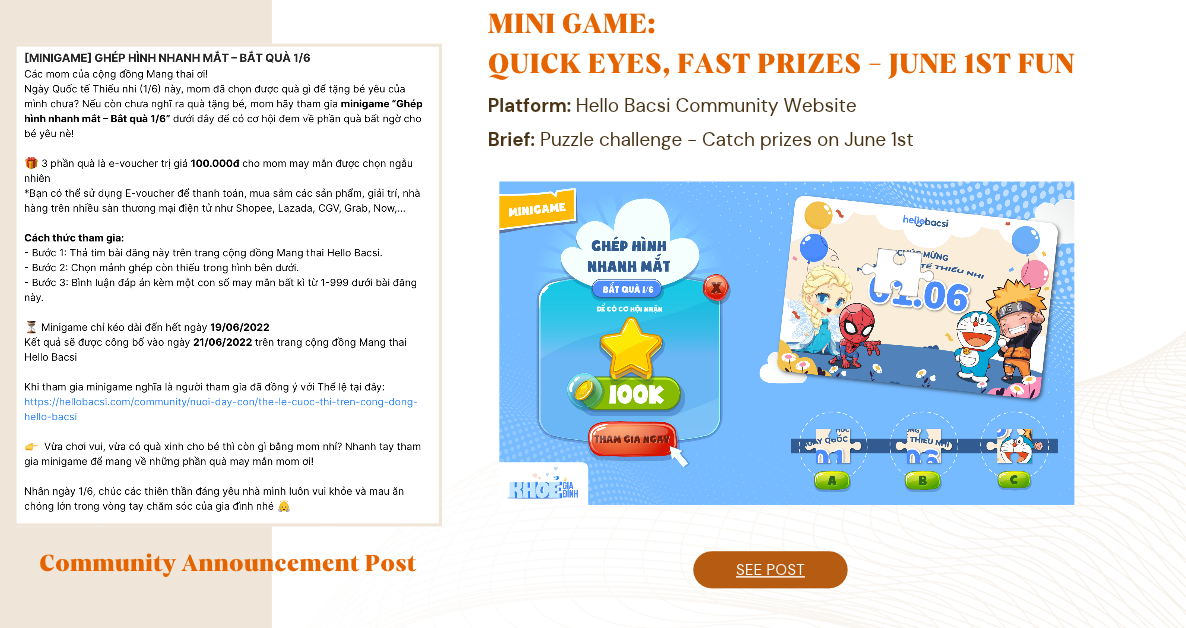 [MINIGAME] GHÉP HÌNH NHANH MẮT – BẮT QUÀ 1/6
Các mom của cộng đồng Mang thai ơi!
Ngày Quốc tế Thiếu nhi (1/6) này, mom đã chọn được quà gì để tặng bé yêu của
mình chưa? Nếu còn chưa nghĩ ra quà tặng bé, mom hãy tham gia minigame “Ghép
hình nhanh mắt – Bắt quà 1/6” dưới đây để có cơ hội đem về phần quà bất ngờ cho
bé yêu nè!
🎁 3 phần quà là e-voucher trị giá 100.000đ cho mom may mắn được chọn ngẫu
nhiên
*Bạn có thể sử dụng E-voucher để thanh toán, mua sắm các sản phẩm, giải trí, nhà
hàng trên nhiều sàn thương mại điện tử như Shopee, Lazada, CGV, Grab, Now,...
Cách thức tham gia:
- Bước 1: Thả tim bài đăng này trên trang cộng đồng Mang thai Hello Bacsi.
- Bước 2: Chọn mảnh ghép còn thiếu trong hình bên dưới.
- Bước 3: Bình luận đáp án kèm một con số may mắn bất kì từ 1-999 dưới bài đăng
này.
⏳ Minigame chỉ kéo dài đến hết ngày 19/06/2022
Kết quả sẽ được công bố vào ngày 21/06/2022 trên trang cộng đồng Mang thai
Hello Bacsi
Khi tham gia minigame nghĩa là người tham gia đã đồng ý với Thể lệ tại đây:
https://hellobacsi.com/community/nuoi-day-con/the-le-cuoc-thi-tren-cong-dong-
hello-bacsi
👉 Vừa chơi vui, vừa có quà xinh cho bé thì còn gì bằng mom nhỉ? Nhanh tay tham
gia minigame để mang về những phần quà may mắn mom ơi!
Nhân ngày 1/6, chúc các thiên thần đáng yêu nhà mình luôn vui khỏe và mau ăn
chóng lớn trong vòng tay chăm sóc của gia đình nhé 👼
Community Announcement Post
MINI GAME:
QUICK EYES, FAST PRIZES – JUNE 1ST FUN
Platform: Hello Bacsi Community Website
Brief: Puzzle challenge – Catch prizes on June 1st
MINIGAME
GHÉP HÌNH
NHANH MẮT
BẮT QUÀ 1/6
ĐỂ CÓ CƠ HỘI NHẬN
X
100K
THAM GIA NGAY
KHOẺ GIA
ĐÌNH
hellobacsi
MỪNG
TẾ THIẾU NHI
01.06
QUỐC
THIẾU NHI
01
06
A
B
C
SEE POST